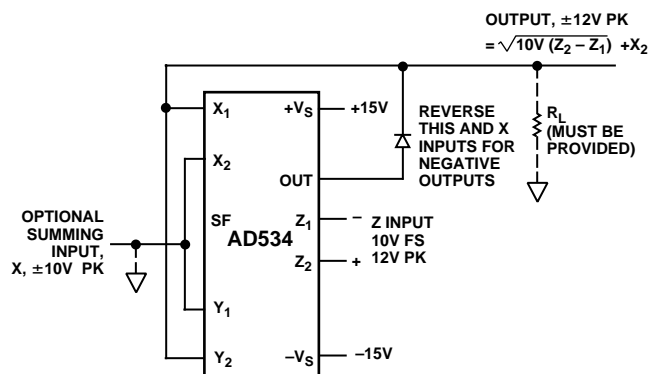 OUTPUT, ±12V PK
= √10V (Z2 – Z1) +X2
X1
+VS
+15V
REVERSE
THIS AND X
INPUTS FOR
NEGATIVE
OUTPUTS
RL
(MUST BE
PROVIDED)
X2
OUT
OPTIONAL
SUMMING
INPUT,
X, ±10V PK
SF
AD534
Z1
–
Z INPUT
10V FS
12V PK
Z2
+
Y1
Y2
–VS
–15V